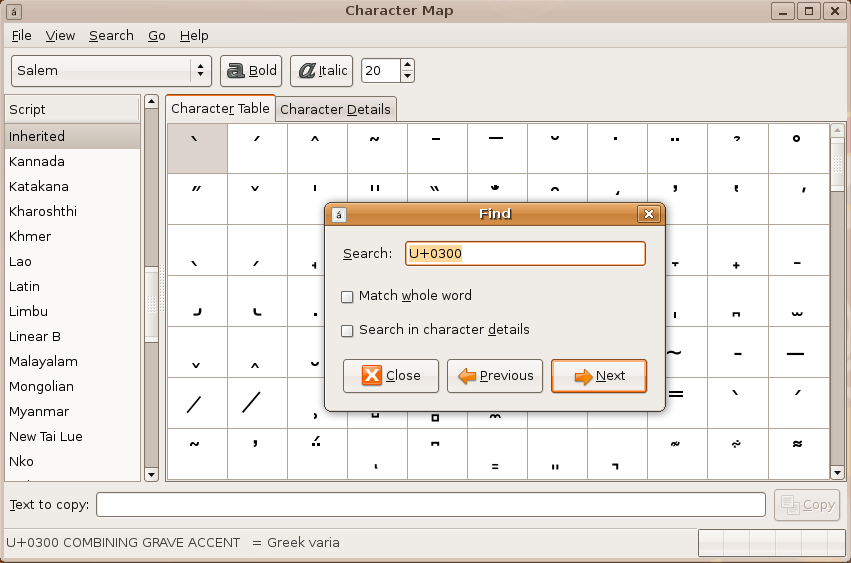 Character Map
File View Search Go Help
Salem Bold Italic 20
Script
Inherited
Kannada
Katakana
Kharoshthi
Khmer
Lao
Latin
Limbu
Linear B
Malayalam
Mongolian
Myanmar
New Tai Lue
Nko
Character Table Character Details
Find
Search: U+0300
Match whole word
Search in character details
Close Previous Next
Text to copy: Copy
U+0300 COMBINING GRAVE ACCENT = Greek varia